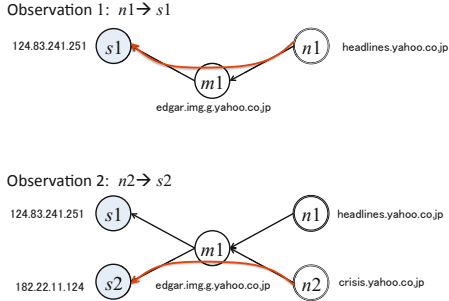 Observation 1: n1→ s1
124.83.241.251 s1 n1 headlines.yahoo.co.jp
m1
edgar.img.g.yahoo.co.jp
Observation 2: n2→ s2
124.83.241.251 s1 n1 headlines.yahoo.co.jp
m1
182.22.11.124 s2 edgar.img.g.yahoo.co.jp n2 crisis.yahoo.co.jp